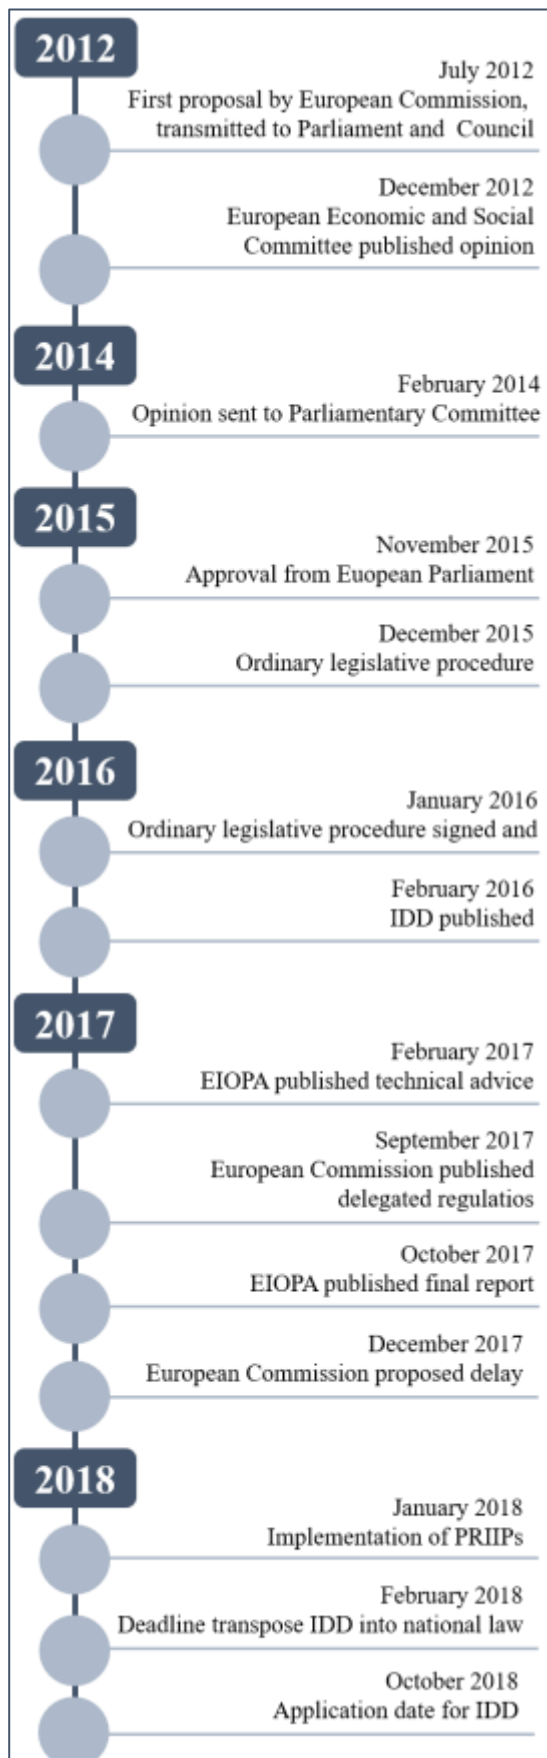 2012
July 2012
First proposal by European Commission,
transmitted to Parliament and Council
December 2012
European Economic and Social
Committee published opinion
2014
February 2014
Opinion sent to Parliamentary Committee
2015
November 2015
Approval from Euopean Parliament
December 2015
Ordinary legislative procedure
2016
January 2016
Ordinary legislative procedure signed and
February 2016
IDD published
2017
February 2017
EIOPA published technical advice
September 2017
European Commission published
delegated regulatios
October 2017
EIOPA published final report
December 2017
European Commission proposed delay
2018
January 2018
Implementation of PRIIPs
February 2018
Deadline transpose IDD into national law
October 2018
Application date for IDD